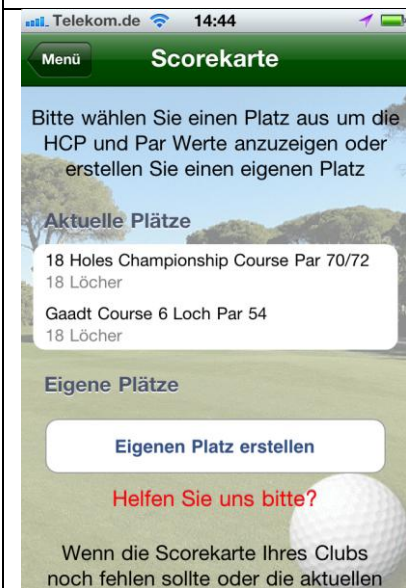 Telekom.de 14:44
Menü Scorekarte
Bitte wählen Sie einen Platz aus um die
HCP und Par Werte anzuzeigen oder
erstellen Sie einen eigenen Platz
Aktuelle Plätze
18 Holes Championship Course Par 70/72
18 Löcher
Gaadt Course 6 Loch Par 54
18 Löcher
Eigene Plätze
Eigenen Platz erstellen
Helfen Sie uns bitte?
Wenn die Scorekarte Ihres Clubs
noch fehlen sollte oder die aktuellen